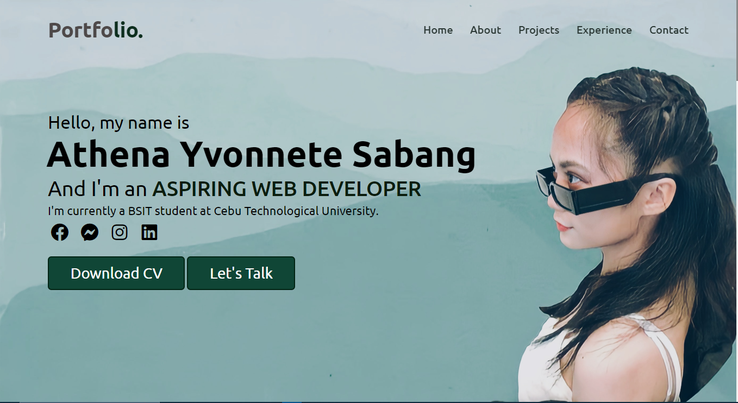 Portfolio.
Home About Projects Experience Contact
Hello, my name is
Athena Yvonnete Sabang
And I'm an ASPIRING WEB DEVELOPER
I'm currently a BSIT student at Cebu Technological University.
Download CV Let's Talk